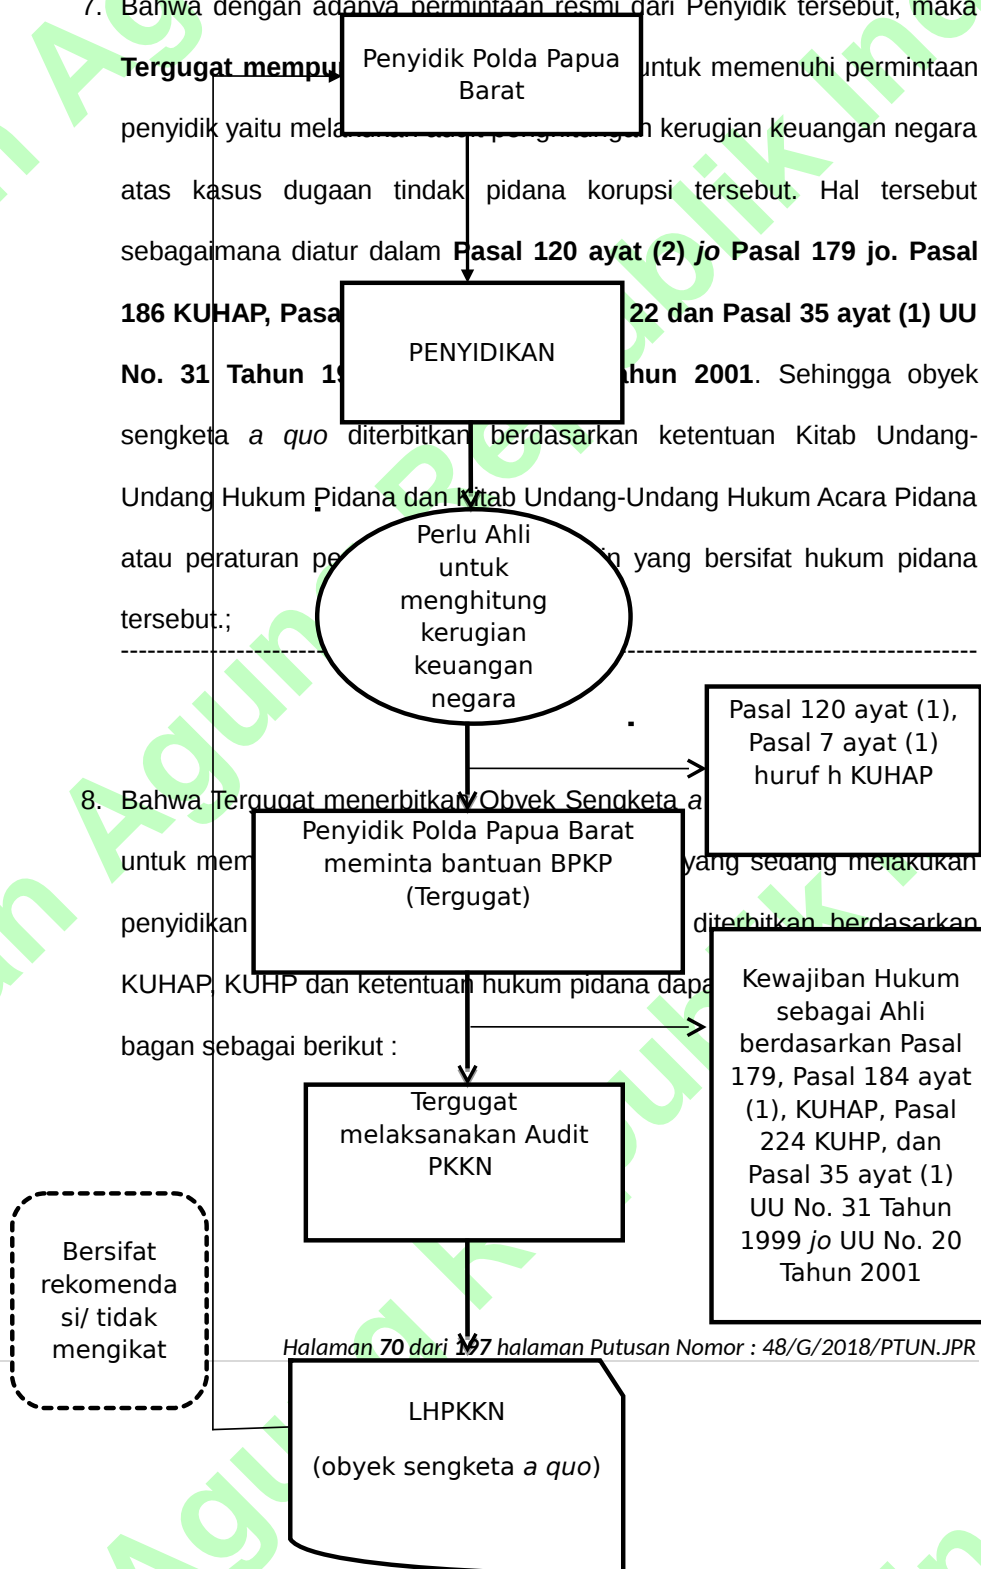 7. Bahwa dengan adanya permintaan resmi dari Penyidik tersebut, maka
Tergugat untuk memenuhi permintaan
penyidik yaitu kerugian keuangan negara
atas kasus dugaan tindak pidana korupsi tersebut. Hal tersebut
sebagaimana diatur dalam Pasal 120 ayat (2) jo Pasal 179 jo. Pasal
186 KUHAP, 22 dan Pasal 35 ayat (1) UU
No. 31 Tahun 2001. Sehingga obyek
sengketa a quo diterbitkan berdasarkan ketentuan Kitab Undang-
Undang Hukum Pidana dan Kitab Undang-Undang Hukum Acara Pidana
atau peraturan yang bersifat hukum pidana
tersebut.;
Penyidik Polda Papua
Barat
PENYIDIKAN
Perlu Ahli
untuk
menghitung
kerugian
keuangan
negara
Pasal 120 ayat (1),
Pasal 7 ayat (1)
huruf h KUHAP
8. Bahwa Tergugat menerbitkan Obyek Sengketa a
untuk yang sedang melakukan
penyidikan diterbitkan berdasarkan
KUHAP, KUHP dan ketentuan hukum pidana
bagan sebagai berikut :
Penyidik Polda Papua Barat
meminta bantuan BPKP
(Tergugat)
Kewajiban Hukum
sebagai Ahli
berdasarkan Pasal
179, Pasal 184 ayat
(1), KUHAP, Pasal
224 KUHP, dan
Pasal 35 ayat (1)
UU No. 31 Tahun
1999 jo UU No. 20
Tahun 2001
Tergugat
melaksanakan Audit
PKKN
Bersifat
rekomenda
si/ tidak
mengikat
Halaman 70 dari 197 halaman Putusan Nomor : 48/G/2018/PTUN.JPR
LHPKKN
(obyek sengketa a quo)